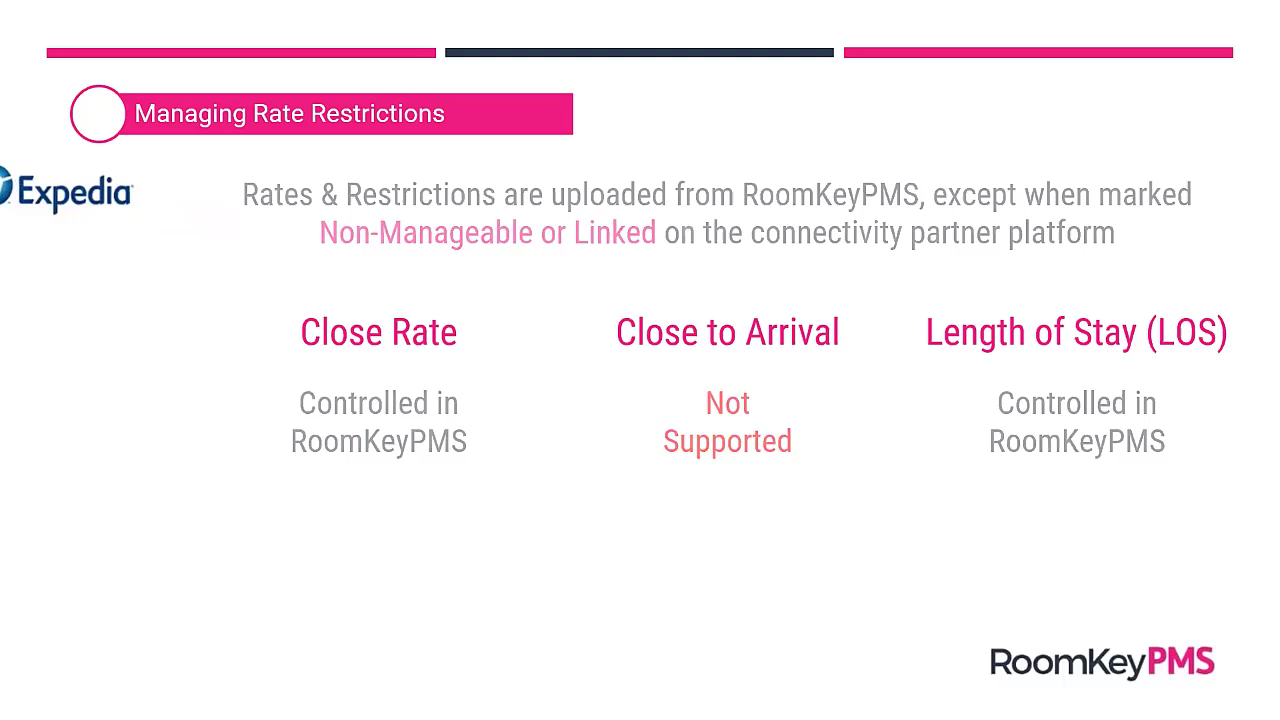 Managing Rate Restrictions
Expedia
Rates & Restrictions are uploaded from RoomKeyPMS, except when marked
Non-Manageable or Linked on the connectivity partner platform
Close Rate
Controlled in
RoomKeyPMS
Close to Arrival
Not
Supported
Length of Stay (LOS)
Controlled in
RoomKeyPMS
RoomKeyPMS